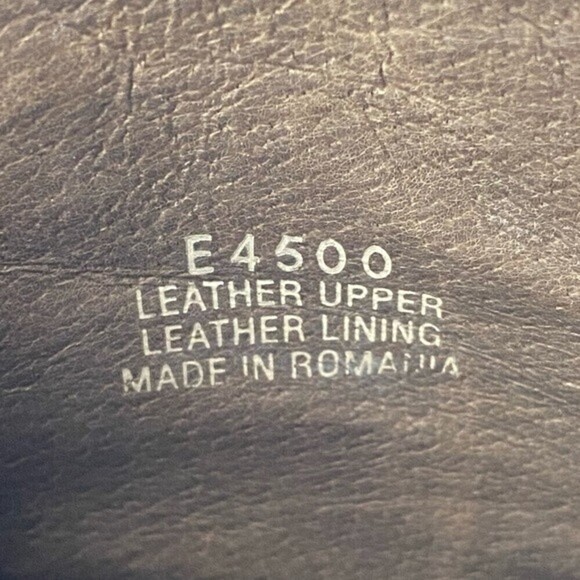 E4500
LEATHER UPPER
LEATHER LINING
MADE IN ROMANIA